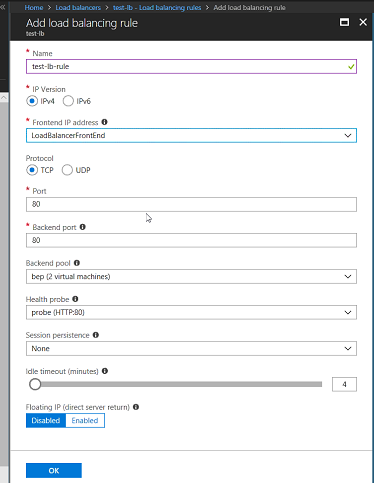 Home > Load balancers > test-lb - Load balancing rules > Add load balancing rule
Add load balancing rule
test-lb
* Name
test-lb-rule
* IP Version
IPv4 IPv6
* Frontend IP address
LoadBalancerFrontEnd
Protocol
TCP UDP
* Port
80
* Backend port
80
Backend pool
bep (2 virtual machines)
Health probe
probe (HTTP:80)
Session persistence
None
Idle timeout (minutes)
4
Floating IP (direct server return)
Disabled Enabled
OK